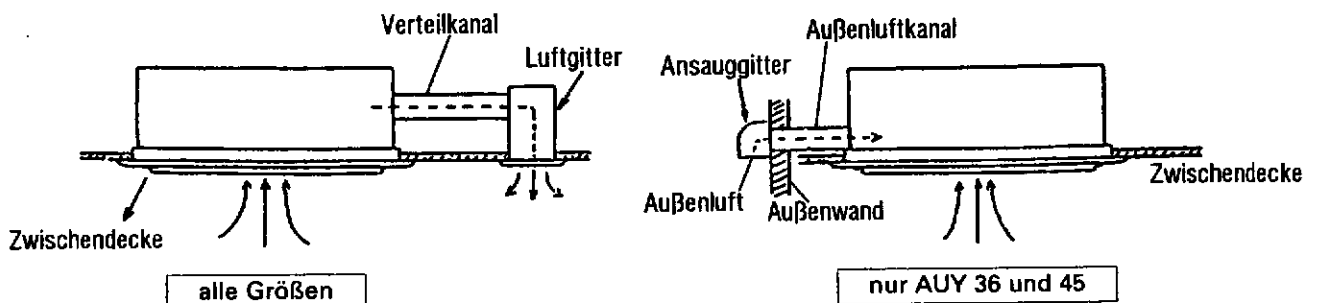 Verteilkanal
Luftgitter
Zwischendecke
alle Größen
Außenluftkanal
Ansauggitter
Außenluft
Außenwand
Zwischendecke
nur AUY 36 und 45